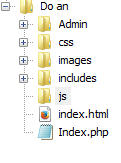 Do an
Admin
css
images
includes
js
index.html
Index.php